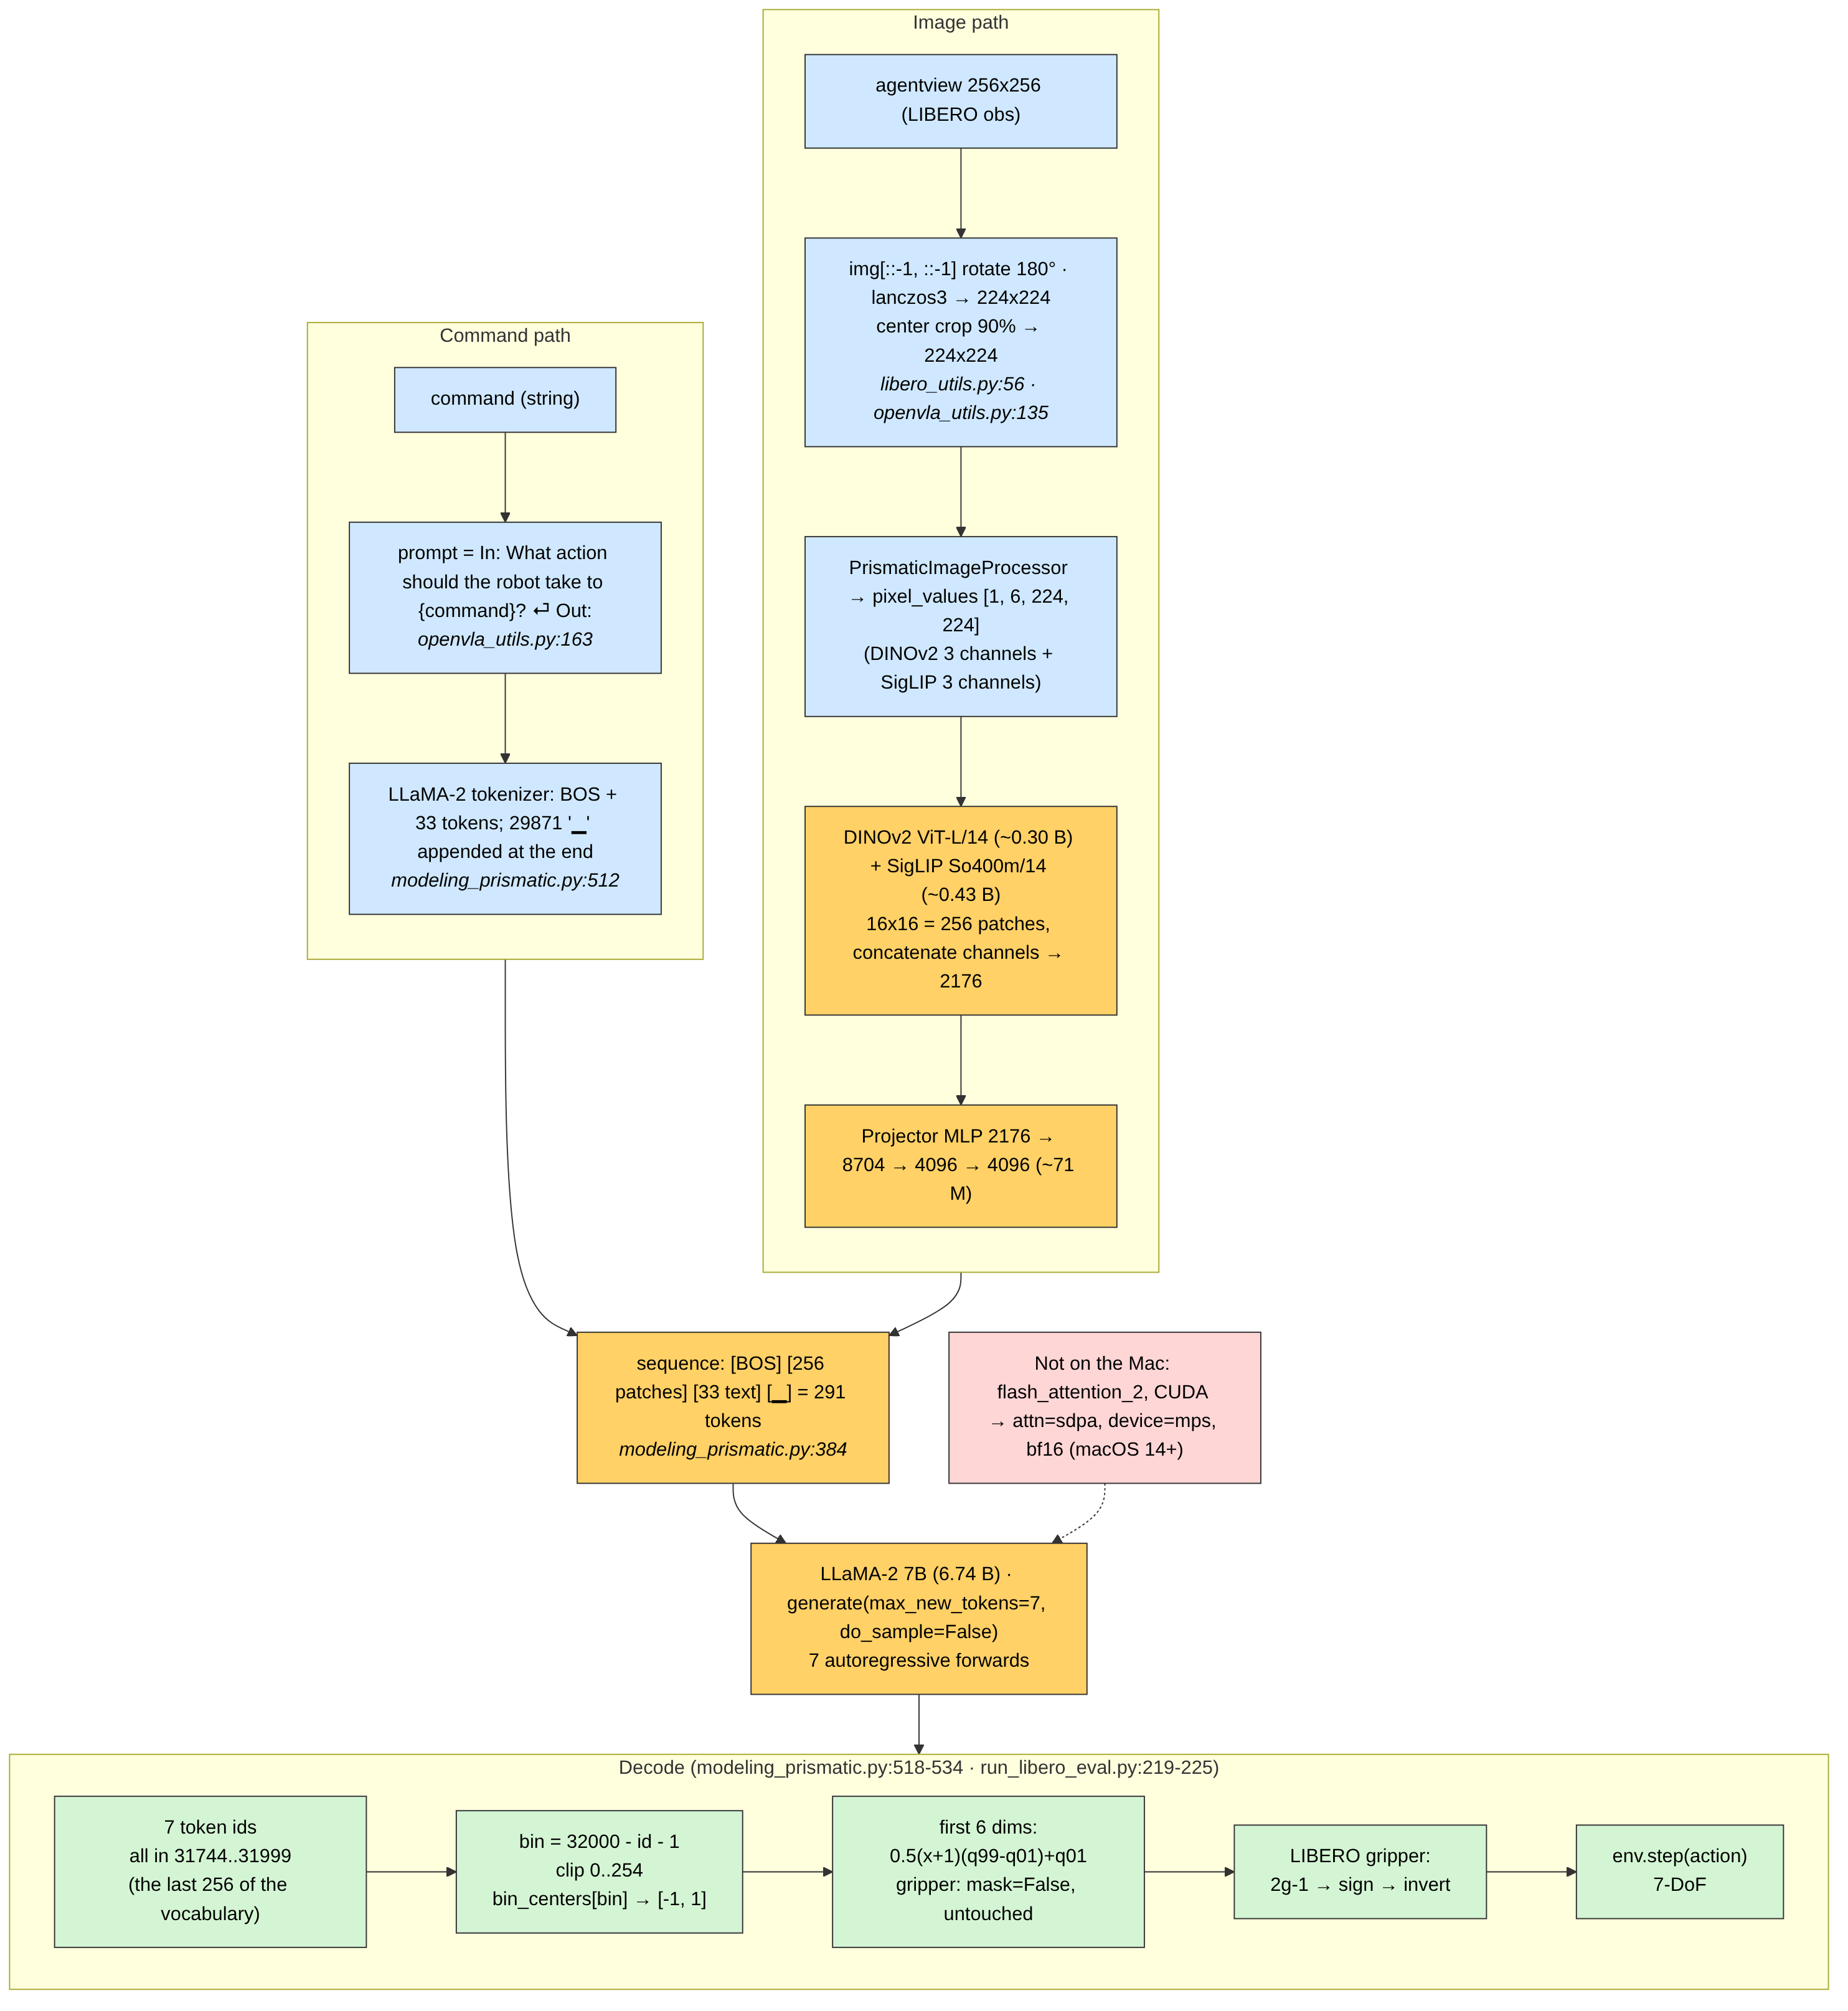 Image path
agentview 256x256
(LIBERO obs)
img[::-1, ::-1] rotate 180° ·
lanczos3 → 224x224
center crop 90% →
224x224
libero_utils.py:56 ·
openvla_utils.py:135
PrismaticImageProcessor
→ pixel_values [1, 6, 224,
224]
(DINOv2 3 channels +
SigLIP 3 channels)
DINOv2 ViT-L/14 (~0.30 B)
+ SigLIP So400m/14
(~0.43 B)
16x16 = 256 patches,
concatenate channels →
2176
Projector MLP 2176 →
8704 → 4096 → 4096 (~71
M)
Command path
command (string)
prompt = In: What action
should the robot take to
{command}? ⏎ Out:
openvla_utils.py:163
LLaMA-2 tokenizer: BOS +
33 tokens; 29871 '▁'
appended at the end
modeling_prismatic.py:512
sequence: [BOS] [256
patches] [33 text] [▁] = 291
tokens
modeling_prismatic.py:384
Not on the Mac:
flash_attention_2, CUDA
→ attn=sdpa, device=mps,
bf16 (macOS 14+)
LLaMA-2 7B (6.74 B) ·
generate(max_new_tokens=7,
do_sample=False)
7 autoregressive forwards
Decode (modeling_prismatic.py:518-534 · run_libero_eval.py:219-225)
7 token ids
all in 31744..31999
(the last 256 of the
vocabulary)
bin = 32000 - id - 1
clip 0..254
bin_centers[bin] → [-1, 1]
first 6 dims:
0.5(x+1)(q99-q01)+q01
gripper: mask=False,
untouched
LIBERO gripper:
2g-1 → sign → invert
env.step(action)
7-DoF